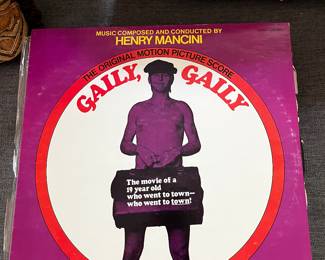 MUSIC COMPOSED AND CONDUCTED BY
HENRY MANCINI
THE ORIGINAL MOTION PICTURE SCORE
GAILY, GAILY
The movie of a
19 year old
who went to town—
who went to town!